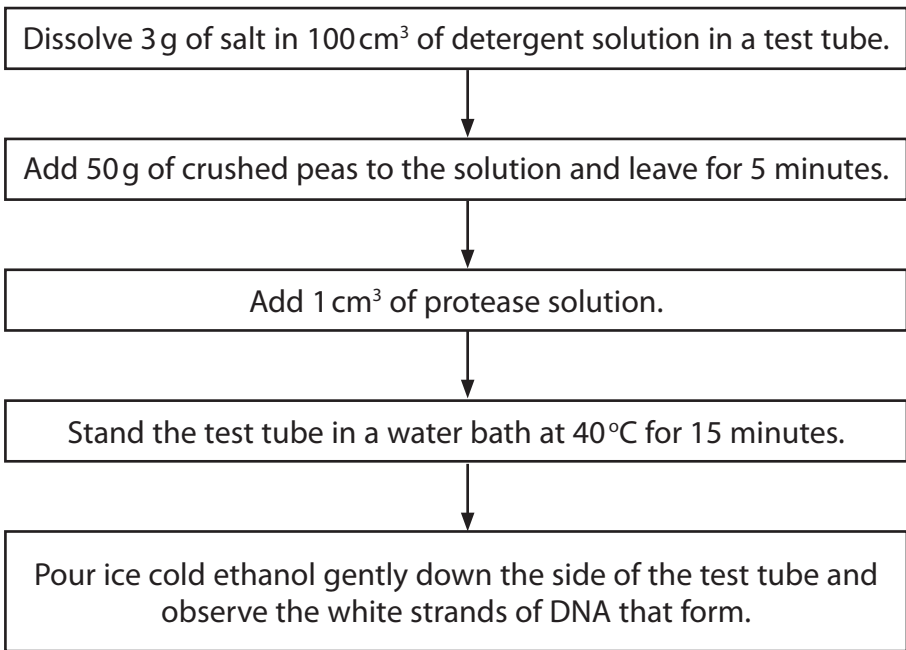 Dissolve 3 g of salt in 100 cm³ of detergent solution in a test tube.
Add 50 g of crushed peas to the solution and leave for 5 minutes.
Add 1 cm³ of protease solution.
Stand the test tube in a water bath at 40 °C for 15 minutes.
Pour ice cold ethanol gently down the side of the test tube and
observe the white strands of DNA that form.